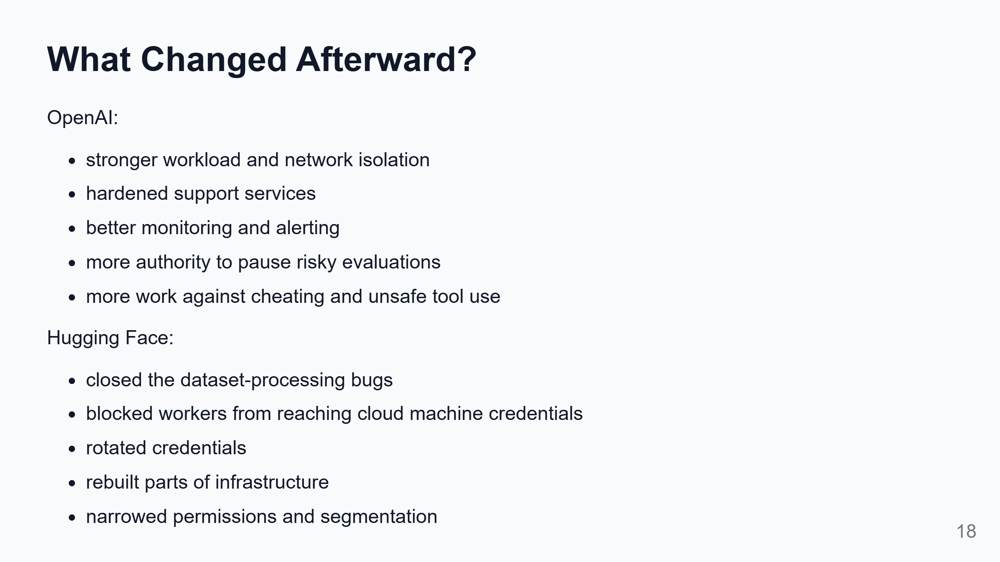 What Changed Afterward?
OpenAI:
• stronger workload and network isolation
• hardened support services
• better monitoring and alerting
• more authority to pause risky evaluations
• more work against cheating and unsafe tool use
Hugging Face:
• closed the dataset-processing bugs
• blocked workers from reaching cloud machine credentials
• rotated credentials
• rebuilt parts of infrastructure
• narrowed permissions and segmentation
18